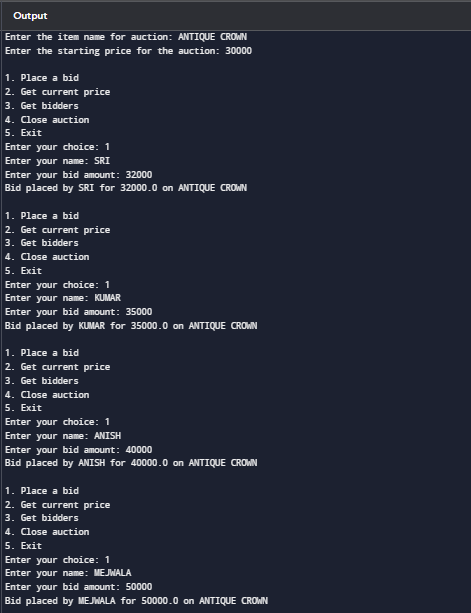 Output
Enter the item name for auction: ANTIQUE CROWN
Enter the starting price for the auction: 30000
1. Place a bid
2. Get current price
3. Get bidders
4. Close auction
5. Exit
Enter your choice: 1
Enter your name: SRI
Enter your bid amount: 32000
Bid placed by SRI for 32000.0 on ANTIQUE CROWN
1. Place a bid
2. Get current price
3. Get bidders
4. Close auction
5. Exit
Enter your choice: 1
Enter your name: KUMAR
Enter your bid amount: 35000
Bid placed by KUMAR for 35000.0 on ANTIQUE CROWN
1. Place a bid
2. Get current price
3. Get bidders
4. Close auction
5. Exit
Enter your choice: 1
Enter your name: ANISH
Enter your bid amount: 40000
Bid placed by ANISH for 40000.0 on ANTIQUE CROWN
1. Place a bid
2. Get current price
3. Get bidders
4. Close auction
5. Exit
Enter your choice: 1
Enter your name: MEJWALA
Enter your bid amount: 50000
Bid placed by MEJWALA for 50000.0 on ANTIQUE CROWN